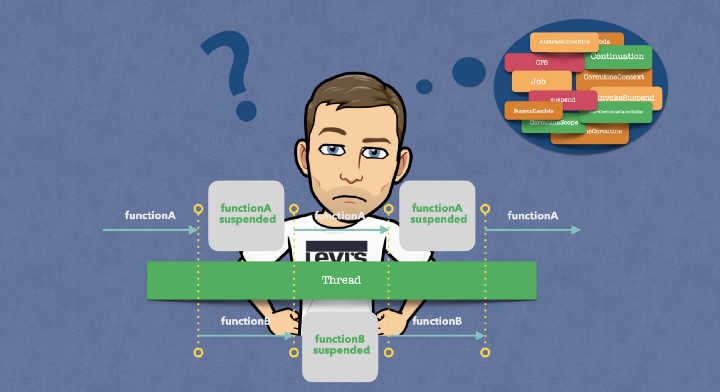 ?
AbstractCoroutine
Continuation
CPS
CoroutineContext
Job
invokeSuspend
suspend
SuspendLambda
CoroutineScope
functionA
suspended
functionA
suspended
functionA
functionA
functionA
LEVI'S
Thread
functionB
functionB
functionB
suspended